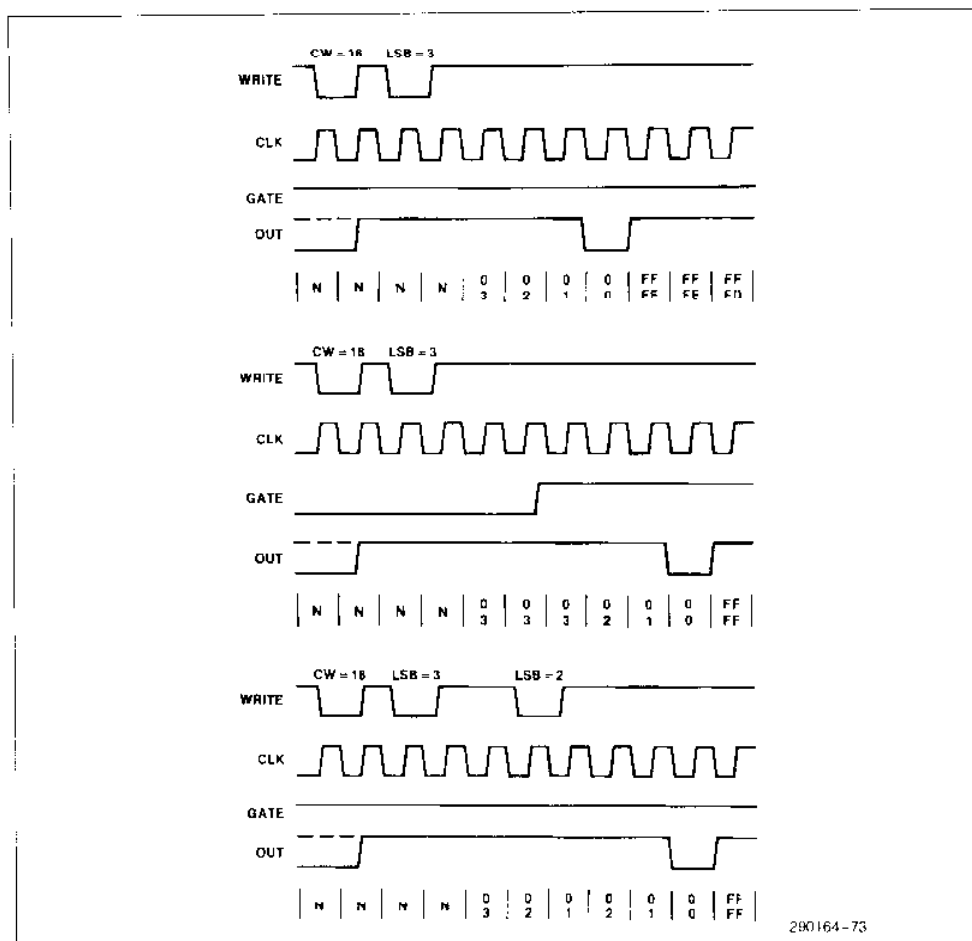 CW = 18 LSB = 3
WRITE
CLK
GATE
OUT
N N N N 0 0 0 0 FF FF FF
3 2 1 0 FF FE FD
CW = 18 LSB = 3
WRITE
CLK
GATE
OUT
N N N N 0 0 0 0 0 0 FF
3 3 3 2 1 0 FF
CW = 18 LSB = 3 LSB = 2
WRITE
CLK
GATE
OUT
N N N N 0 0 0 0 0 0 FF
3 2 1 2 1 0 FF
290164-73